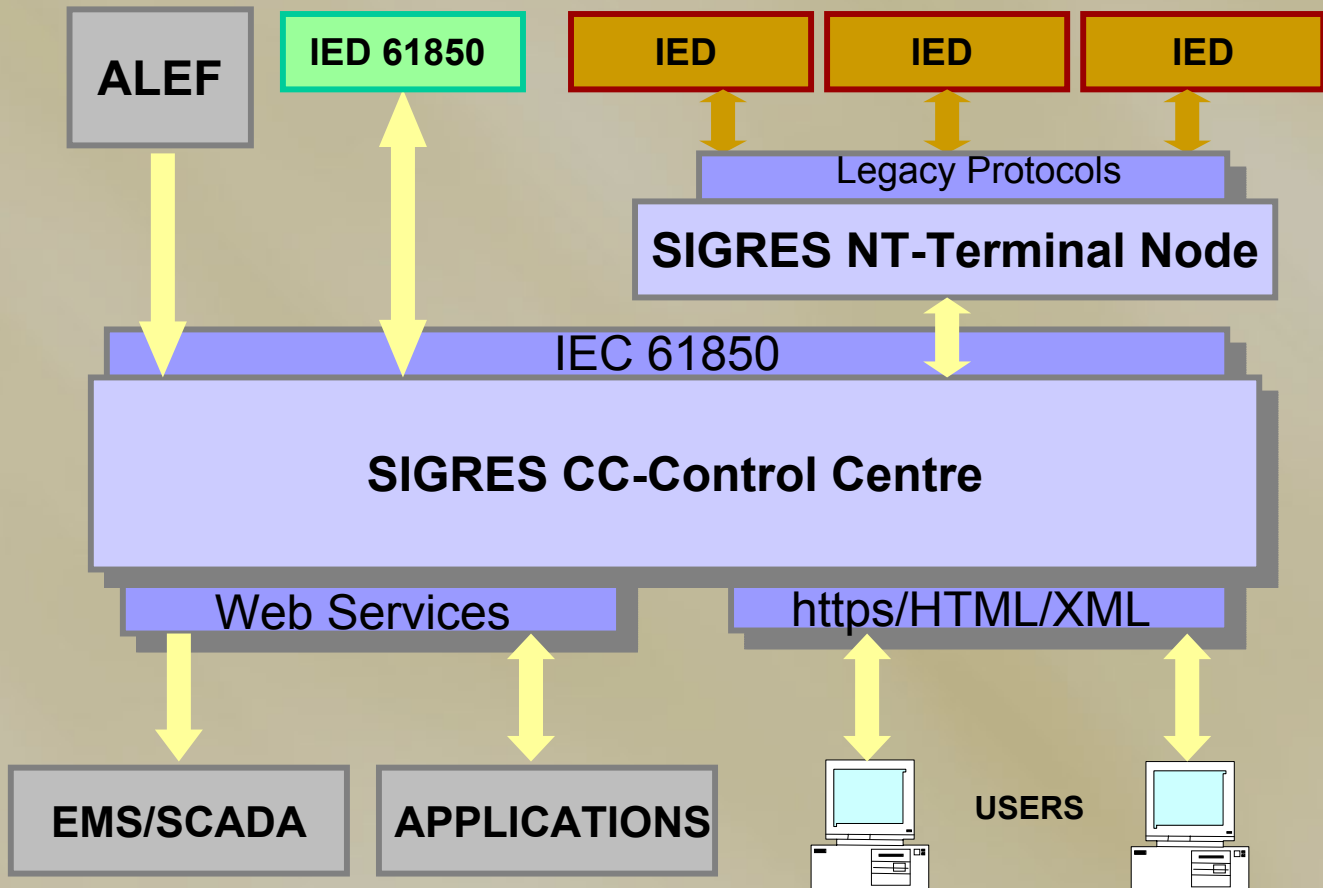 ALEF
IED 61850
IED
IED
IED
Legacy Protocols
SIGRES NT-Terminal Node
IEC 61850
SIGRES CC-Control Centre
Web Services
https/HTML/XML
EMS/SCADA
APPLICATIONS
USERS